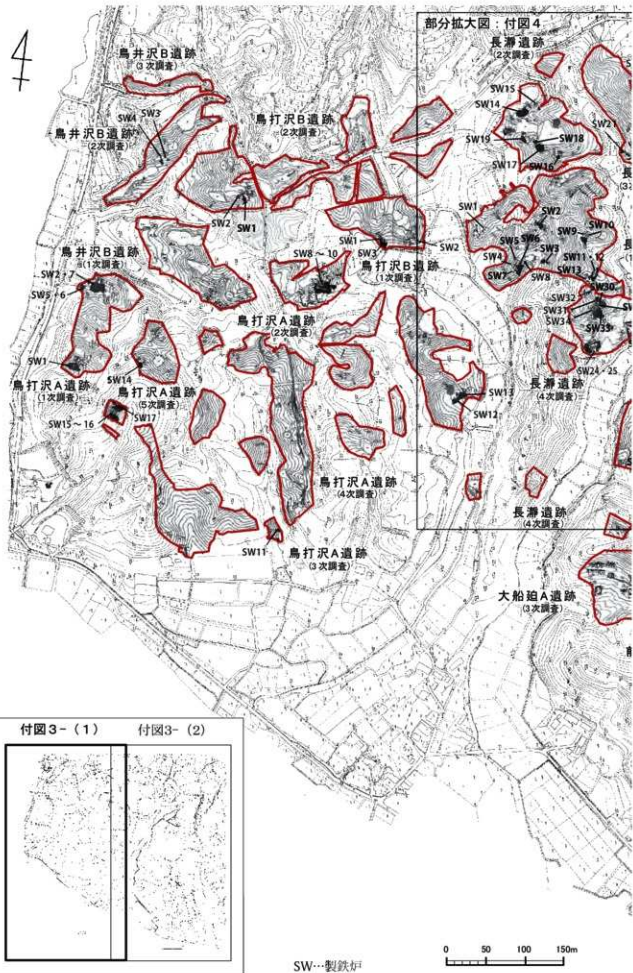 部分拡大図：付図4
長瀞遺跡
(2次調査)
鳥井沢B遺跡
(3次調査)
SW15
SW14
SW3
SW4
鳥打沢B遺跡
(2次調査)
SW21
鳥井沢B遺跡
(2次調査)
SW19
SW18
SW17
SW16
長
SW1
SW2
SW10
SW2
SW1
SW9
鳥井沢B遺跡
(1次調査)
SW8～10
SW1
SW3
SW2
鳥打沢B遺跡
(1次調査)
SW4
SW5
SW6
SW3
SW11・12
SW7
SW8
SW13
SW30
SW2・7
SW5・6
鳥打沢A遺跡
(2次調査)
SW32
SW31
SW34
SW33
SW1
SW14
鳥打沢A遺跡
(1次調査)
鳥打沢A遺跡
(5次調査)
SW24・25
長瀞遺跡
(4次調査)
SW13
SW12
SW17
SW15～16
鳥打沢A遺跡
(4次調査)
長瀞遺跡
(4次調査)
SW11
鳥打沢A遺跡
(3次調査)
大船廹A遺跡
(3次調査)
付図3-(1)
付図3-(2)
SW…製鉄炉
0 50 100 150m